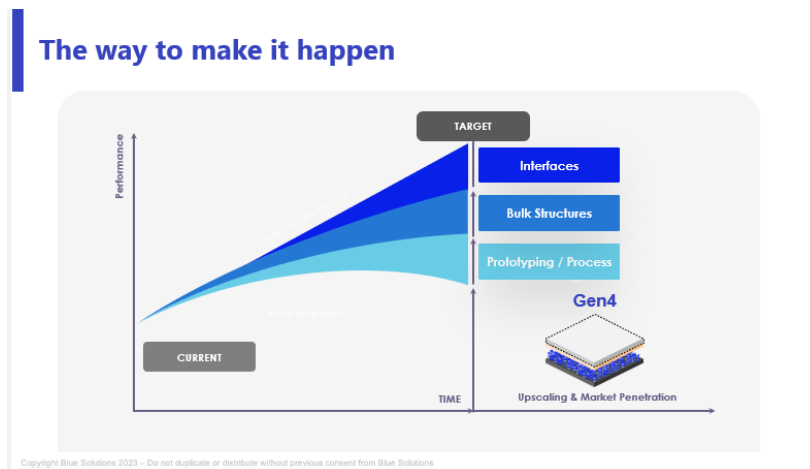 The way to make it happen
TARGET
Performance
Interfaces
Bulk Structures
Prototyping / Process
Gen4
CURRENT
TIME
Upscaling & Market Penetration
Copyright Blue Solutions 2023 – Do not duplicate or distribute without previous consent from Blue Solutions